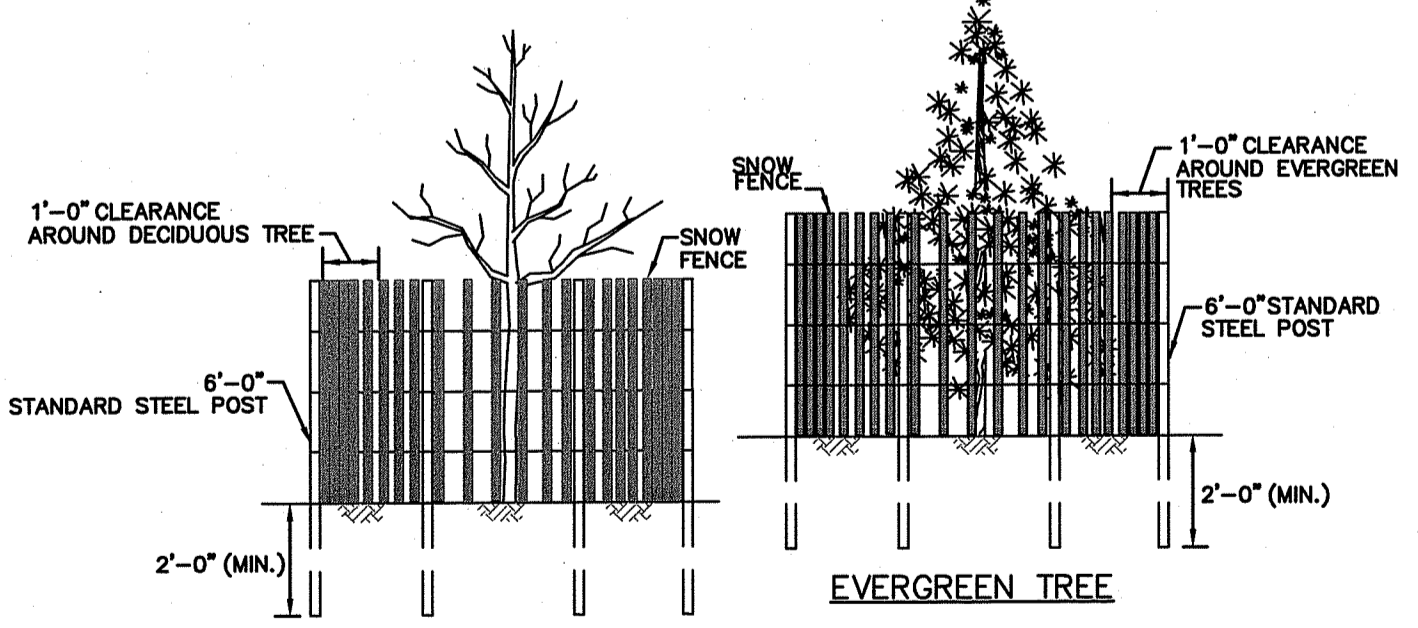 1'-0" CLEARANCE
AROUND DECIDUOUS TREE
SNOW
FENCE
6'-0"
STANDARD STEEL POST
2'-0" (MIN.)
SNOW
FENCE
1'-0" CLEARANCE
AROUND EVERGREEN
TREES
6'-0" STANDARD
STEEL POST
2'-0" (MIN.)
EVERGREEN TREE